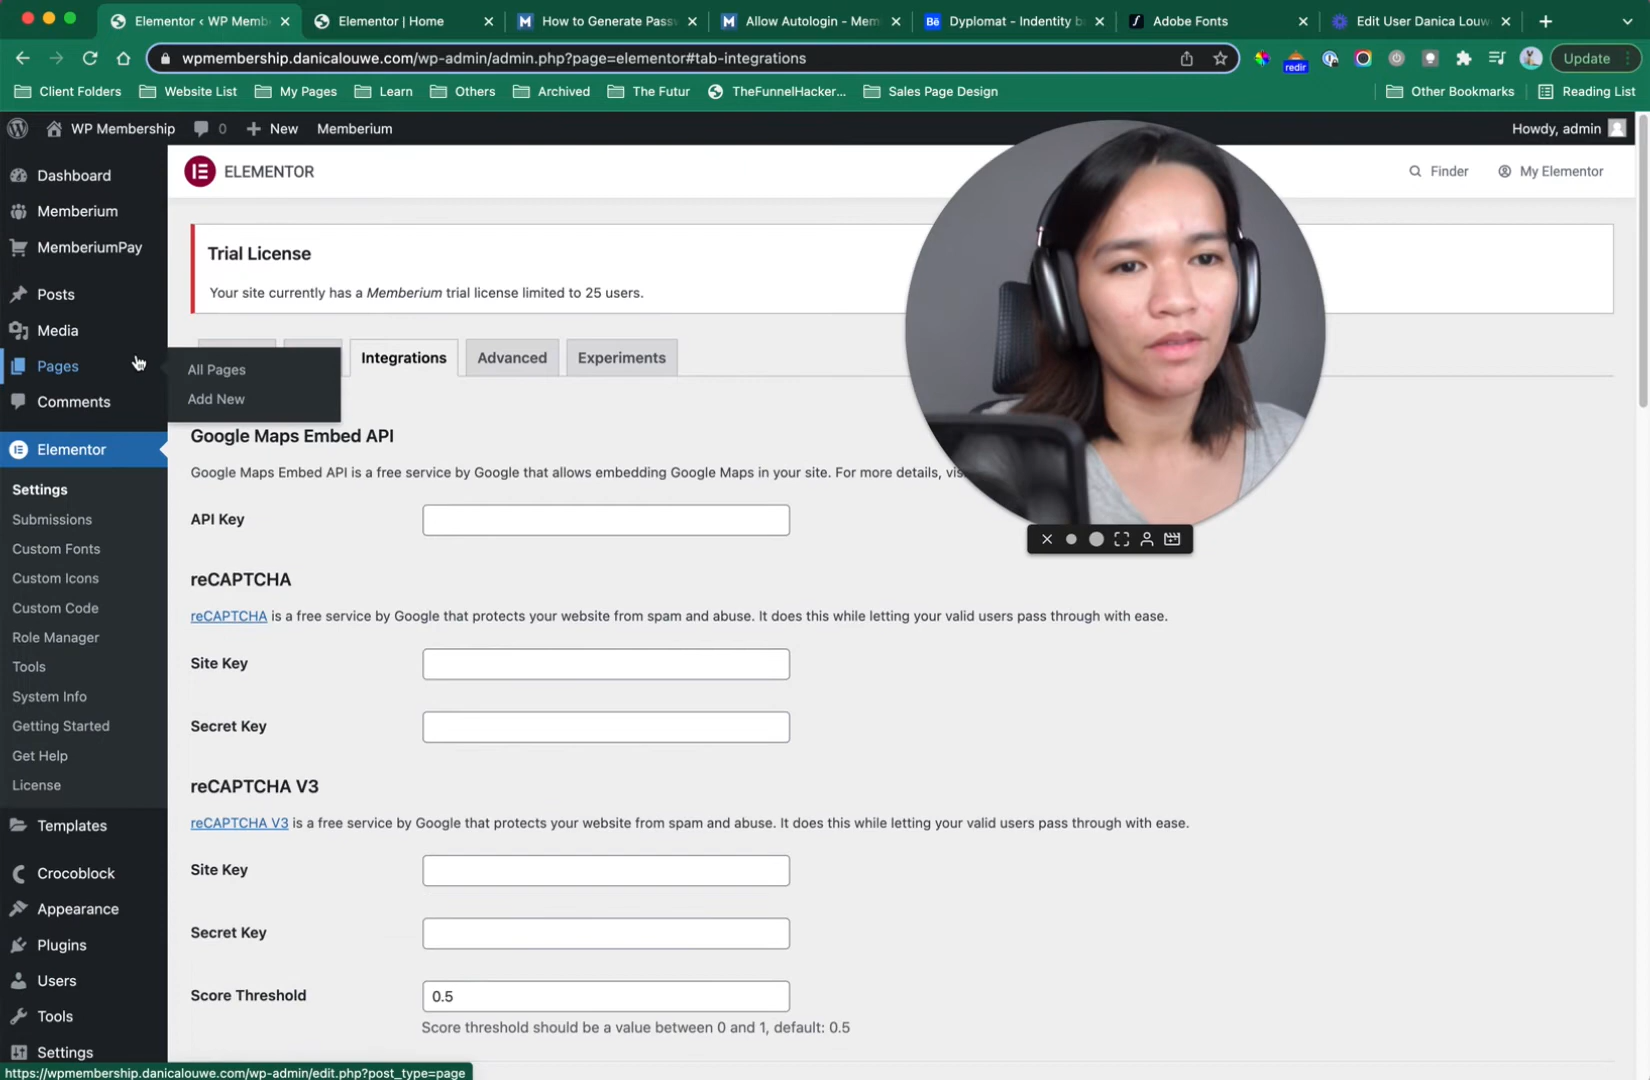 Elementor ‹ WP Memb
Elementor | Home
How to Generate Passw
Allow Autologin - Mem
Dyplomat - Indentity b
Adobe Fonts
Edit User Danica Louw
wpmembership.danicalouwe.com/wp-admin/admin.php?page=elementor#tab-integrations
redir
Update
Client Folders
Website List
My Pages
Learn
Others
Archived
The Futur
TheFunnelHacker...
Sales Page Design
Other Bookmarks
Reading List
WP Membership
0
New
Memberium
Howdy, admin
Dashboard
Memberium
MemberiumPay
Posts
Media
Pages
Comments
All Pages
Add New
Elementor
Settings
Submissions
Custom Fonts
Custom Icons
Custom Code
Role Manager
Tools
System Info
Getting Started
Get Help
License
Templates
Crocoblock
Appearance
Plugins
Users
Tools
Settings
ELEMENTOR
Finder
My Elementor
Trial License
Your site currently has a Memberium trial license limited to 25 users.
Integrations
Advanced
Experiments
Google Maps Embed API
Google Maps Embed API is a free service by Google that allows embedding Google Maps in your site. For more details, vis
API Key
reCAPTCHA
reCAPTCHA is a free service by Google that protects your website from spam and abuse. It does this while letting your valid users pass through with ease.
Site Key
Secret Key
reCAPTCHA V3
reCAPTCHA V3 is a free service by Google that protects your website from spam and abuse. It does this while letting your valid users pass through with ease.
Site Key
Secret Key
Score Threshold
0.5
Score threshold should be a value between 0 and 1, default: 0.5
https://wpmembership.danicalouwe.com/wp-admin/edit.php?post_type=page